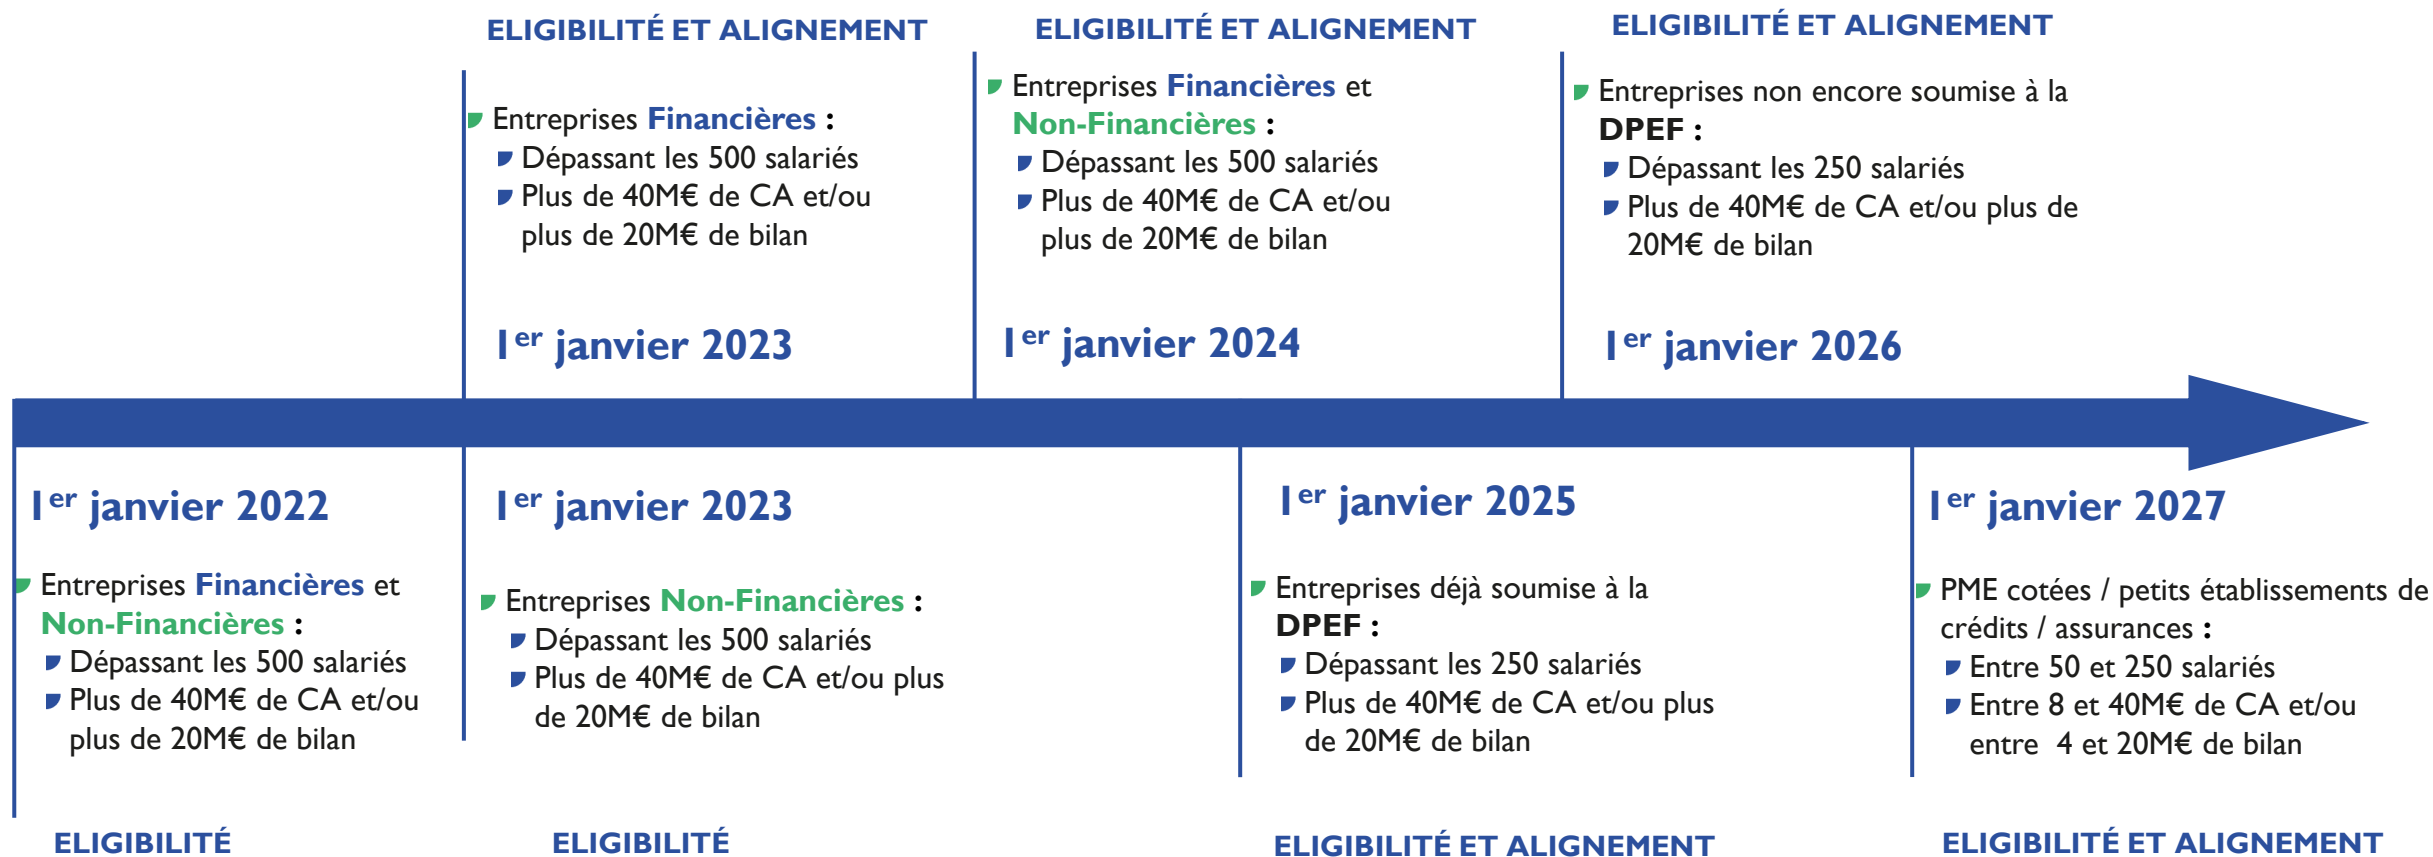 ELIGIBILITÉ ET ALIGNEMENT
Entreprises Financières :
Dépassant les 500 salariés
Plus de 40M€ de CA et/ou
plus de 20M€ de bilan
1er janvier 2023
ELIGIBILITÉ ET ALIGNEMENT
Entreprises Financières et
Non-Financières :
Dépassant les 500 salariés
Plus de 40M€ de CA et/ou
plus de 20M€ de bilan
1er janvier 2024
ELIGIBILITÉ ET ALIGNEMENT
Entreprises non encore soumise à la
DPEF :
Dépassant les 250 salariés
Plus de 40M€ de CA et/ou plus de
20M€ de bilan
1er janvier 2026
1er janvier 2022
Entreprises Financières et
Non-Financières :
Dépassant les 500 salariés
Plus de 40M€ de CA et/ou
plus de 20M€ de bilan
ELIGIBILITÉ
1er janvier 2023
Entreprises Non-Financières :
Dépassant les 500 salariés
Plus de 40M€ de CA et/ou plus
de 20M€ de bilan
ELIGIBILITÉ
1er janvier 2025
Entreprises déjà soumise à la
DPEF :
Dépassant les 250 salariés
Plus de 40M€ de CA et/ou plus
de 20M€ de bilan
ELIGIBILITÉ ET ALIGNEMENT
1er janvier 2027
PME cotées / petits établissements de
crédits / assurances :
Entre 50 et 250 salariés
Entre 8 et 40M€ de CA et/ou
entre 4 et 20M€ de bilan
ELIGIBILITÉ ET ALIGNEMENT